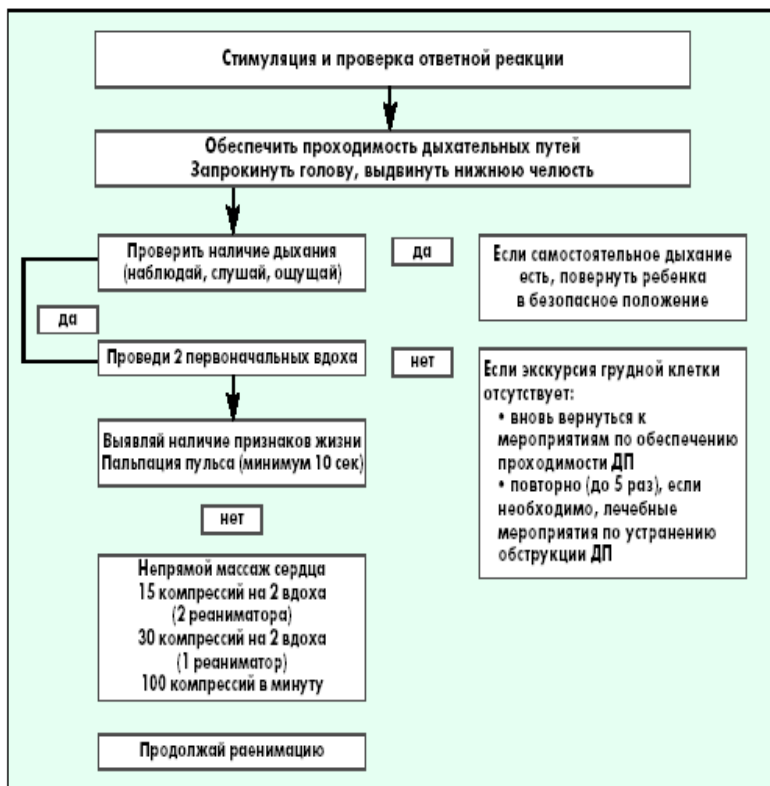 Стимуляция и проверка ответной реакции
Обеспечить проходимость дыхательных путей
Запрокинуть голову, выдвинуть нижнюю челюсть
Проверить наличие дыхания
(наблюдай, слушай, ощущай)
да
Если самостоятельное дыхание
есть, повернуть ребенка
в безопасное положение
да
Проведи 2 первоначальных вдоха
нет
Если экскурсия грудной клетки
отсутствует:
• вновь вернуться к
мероприятиям по обеспечению
проходимости ДП
• повторно (до 5 раз), если
необходимо, лечебные
мероприятия по устранению
обструкции ДП
Выявляй наличие признаков жизни
Пальпация пульса (минимум 10 сек)
нет
Непрямой массаж сердца
15 компрессий на 2 вдоха
(2 реаниматора)
30 компрессий на 2 вдоха
(1 реаниматор)
100 компрессий в минуту
Продолжай раенимацию